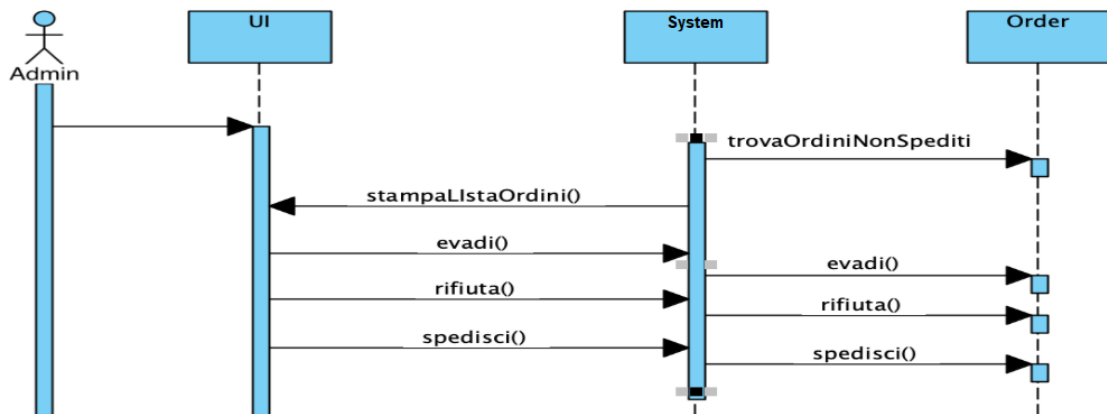 UI
System
Order
Admin
trovaOrdiniNonSpediti
stampaLIstaOrdini()
evadi()
evadi()
rifiuta()
rifiuta()
spedisci()
spedisci()